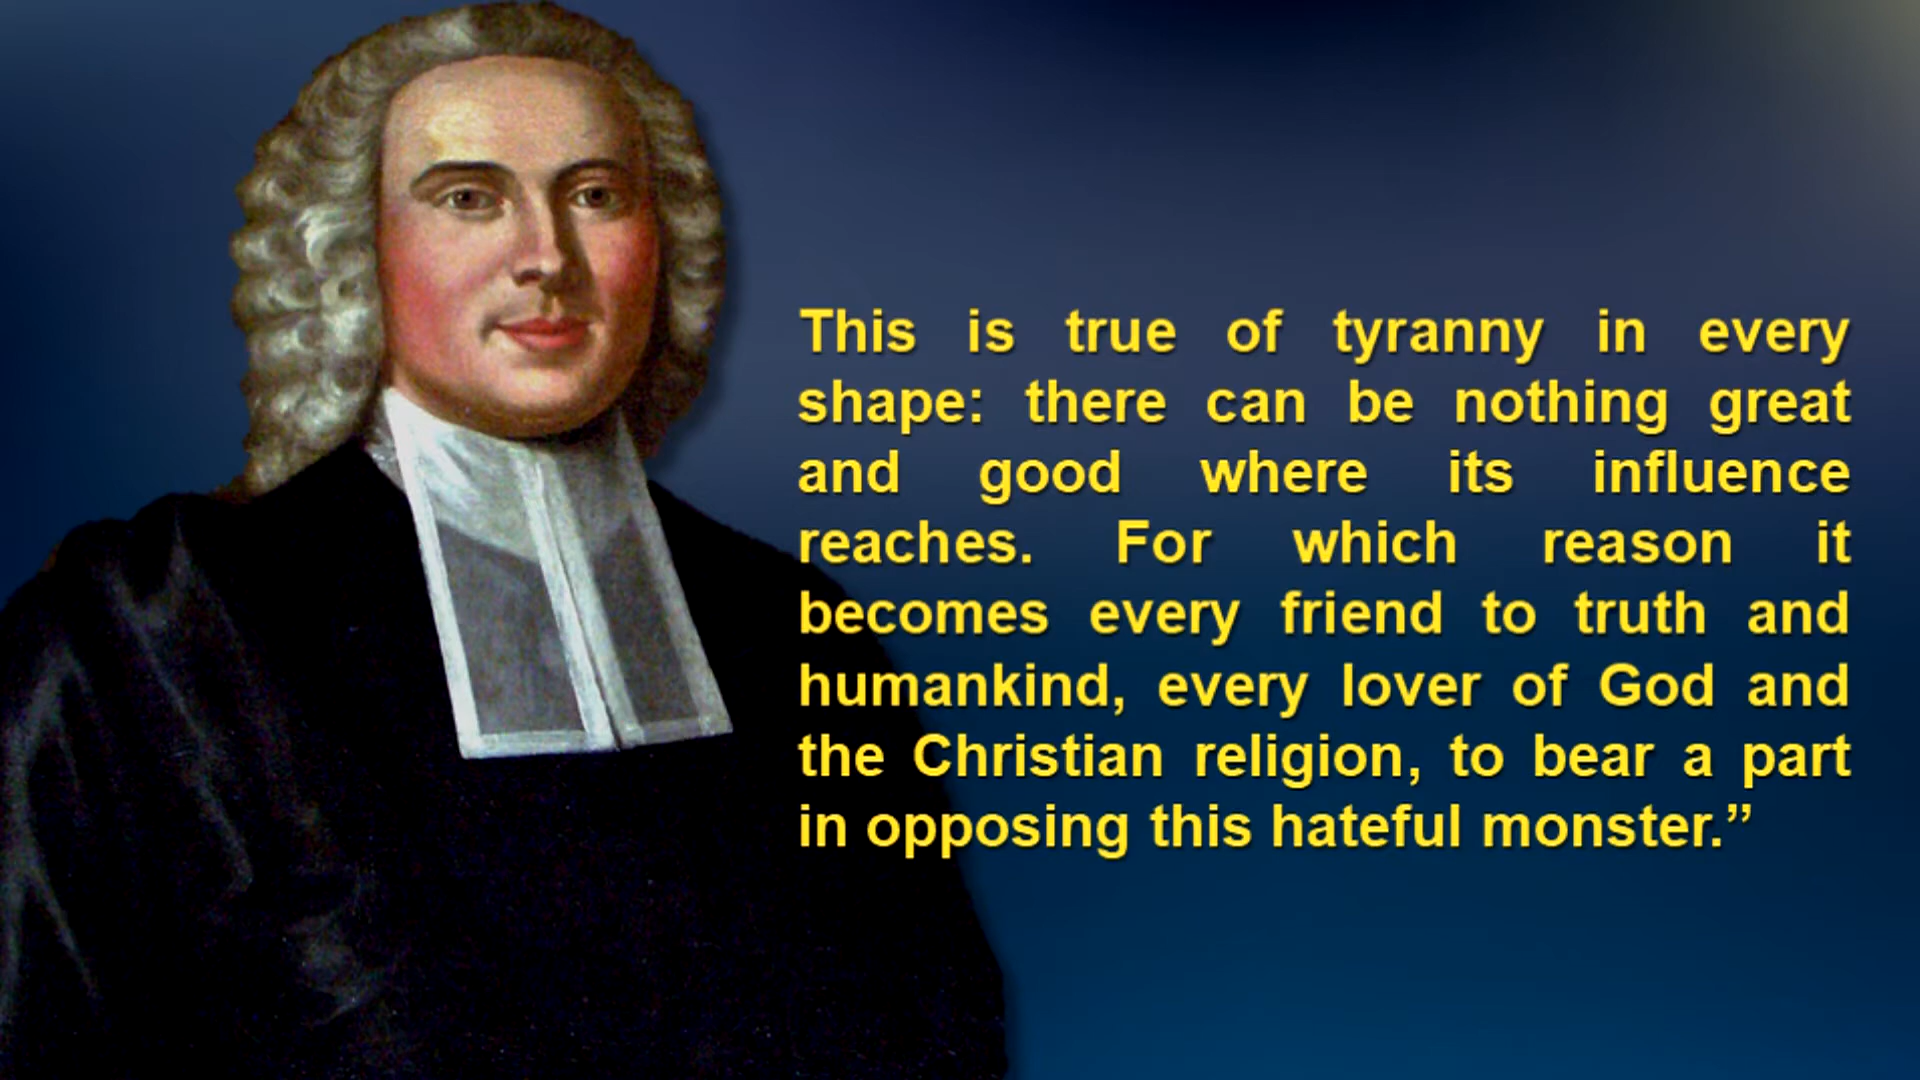 This is true of tyranny in every
shape: there can be nothing great
and good where its influence
reaches. For which reason it
becomes every friend to truth and
humankind, every lover of God and
the Christian religion, to bear a part
in opposing this hateful monster.”